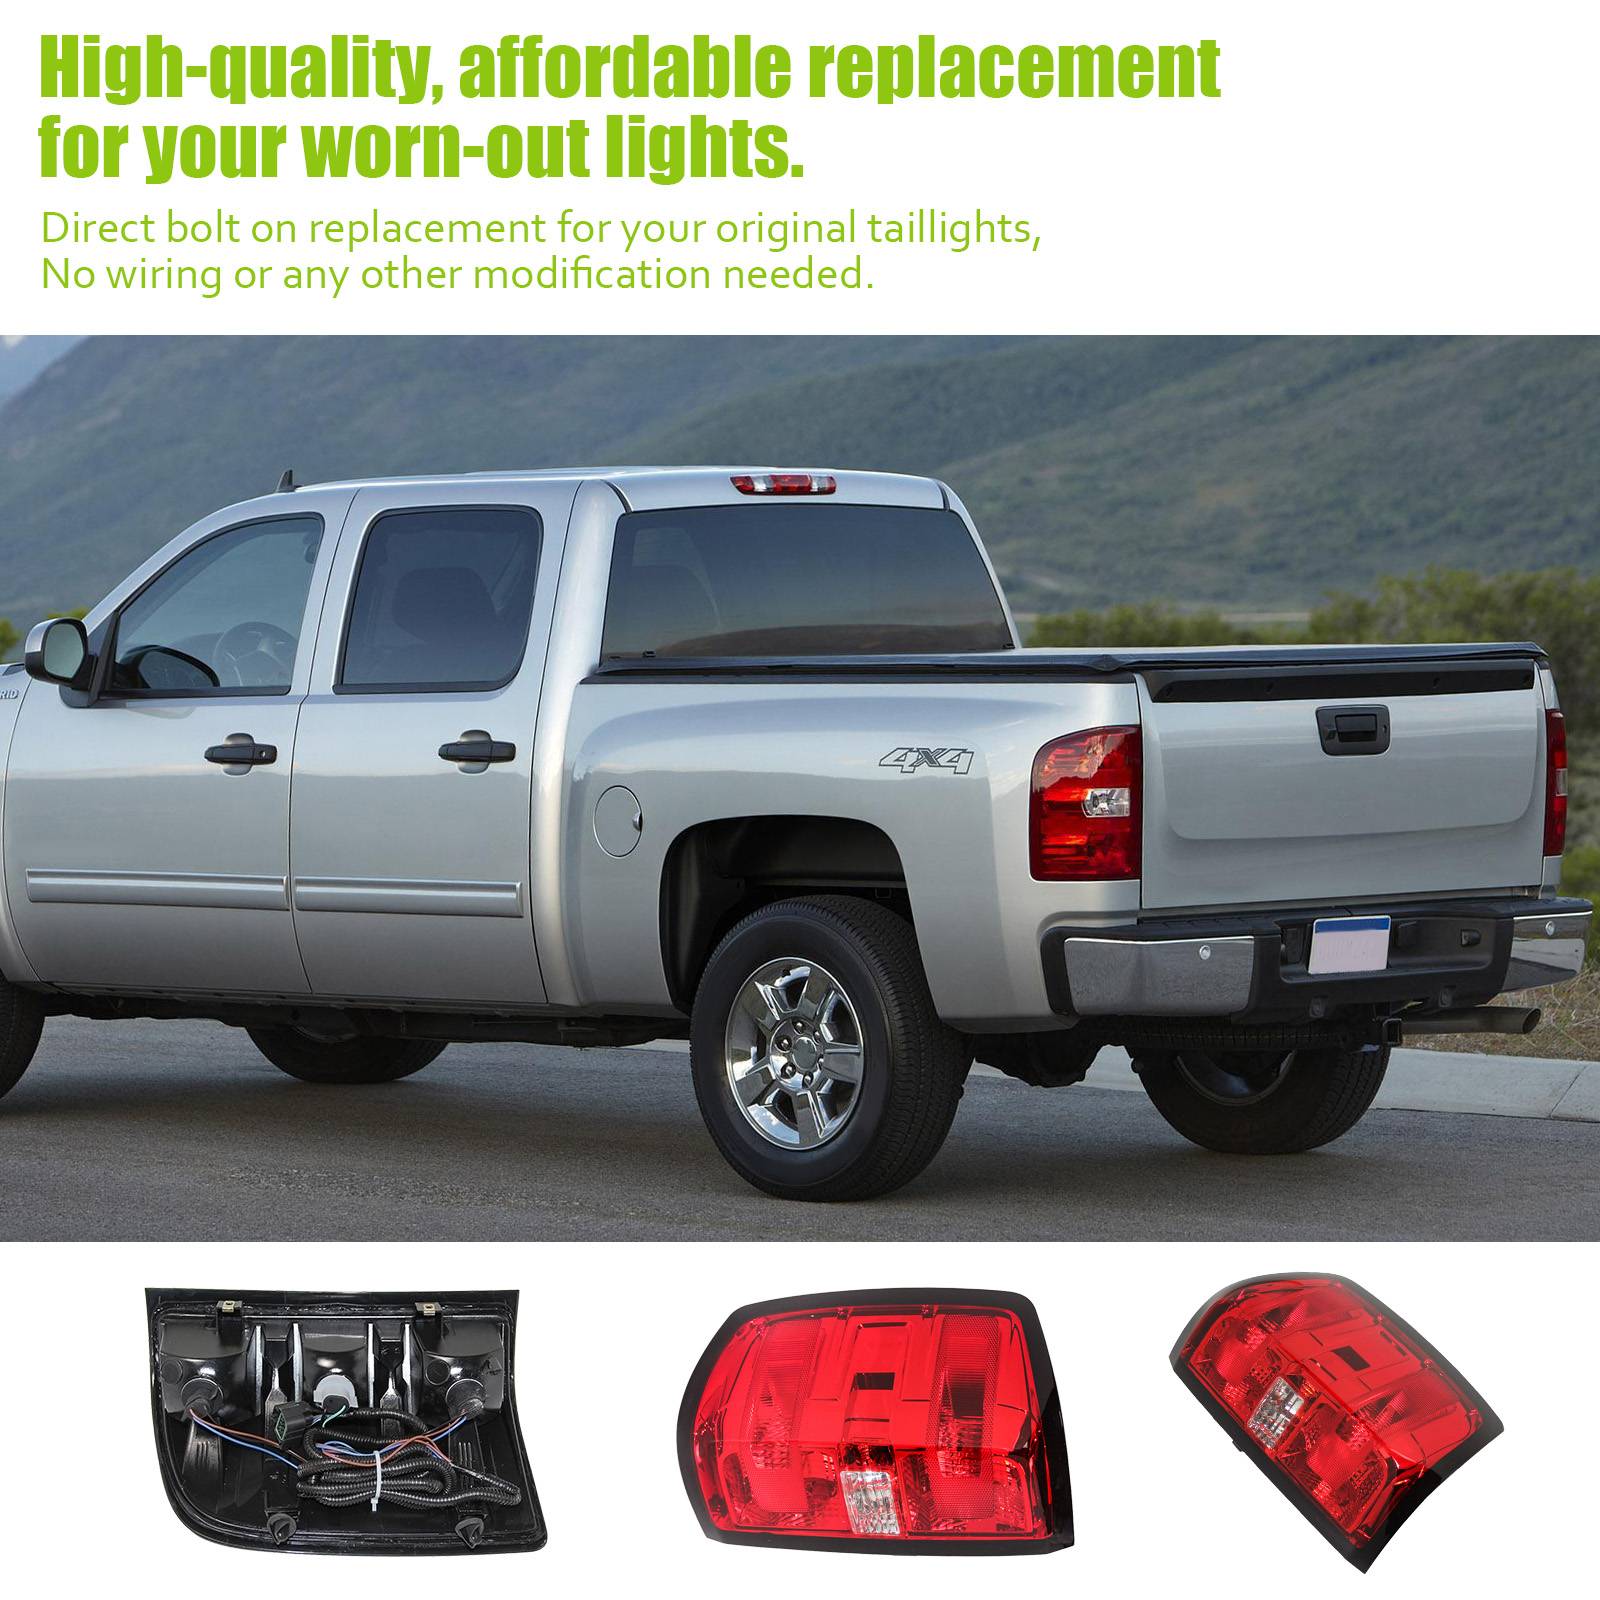 High-quality, affordable replacement
for your worn-out lights.
Direct bolt on replacement for your original taillights,
No wiring or any other modification needed.
RID
4X4